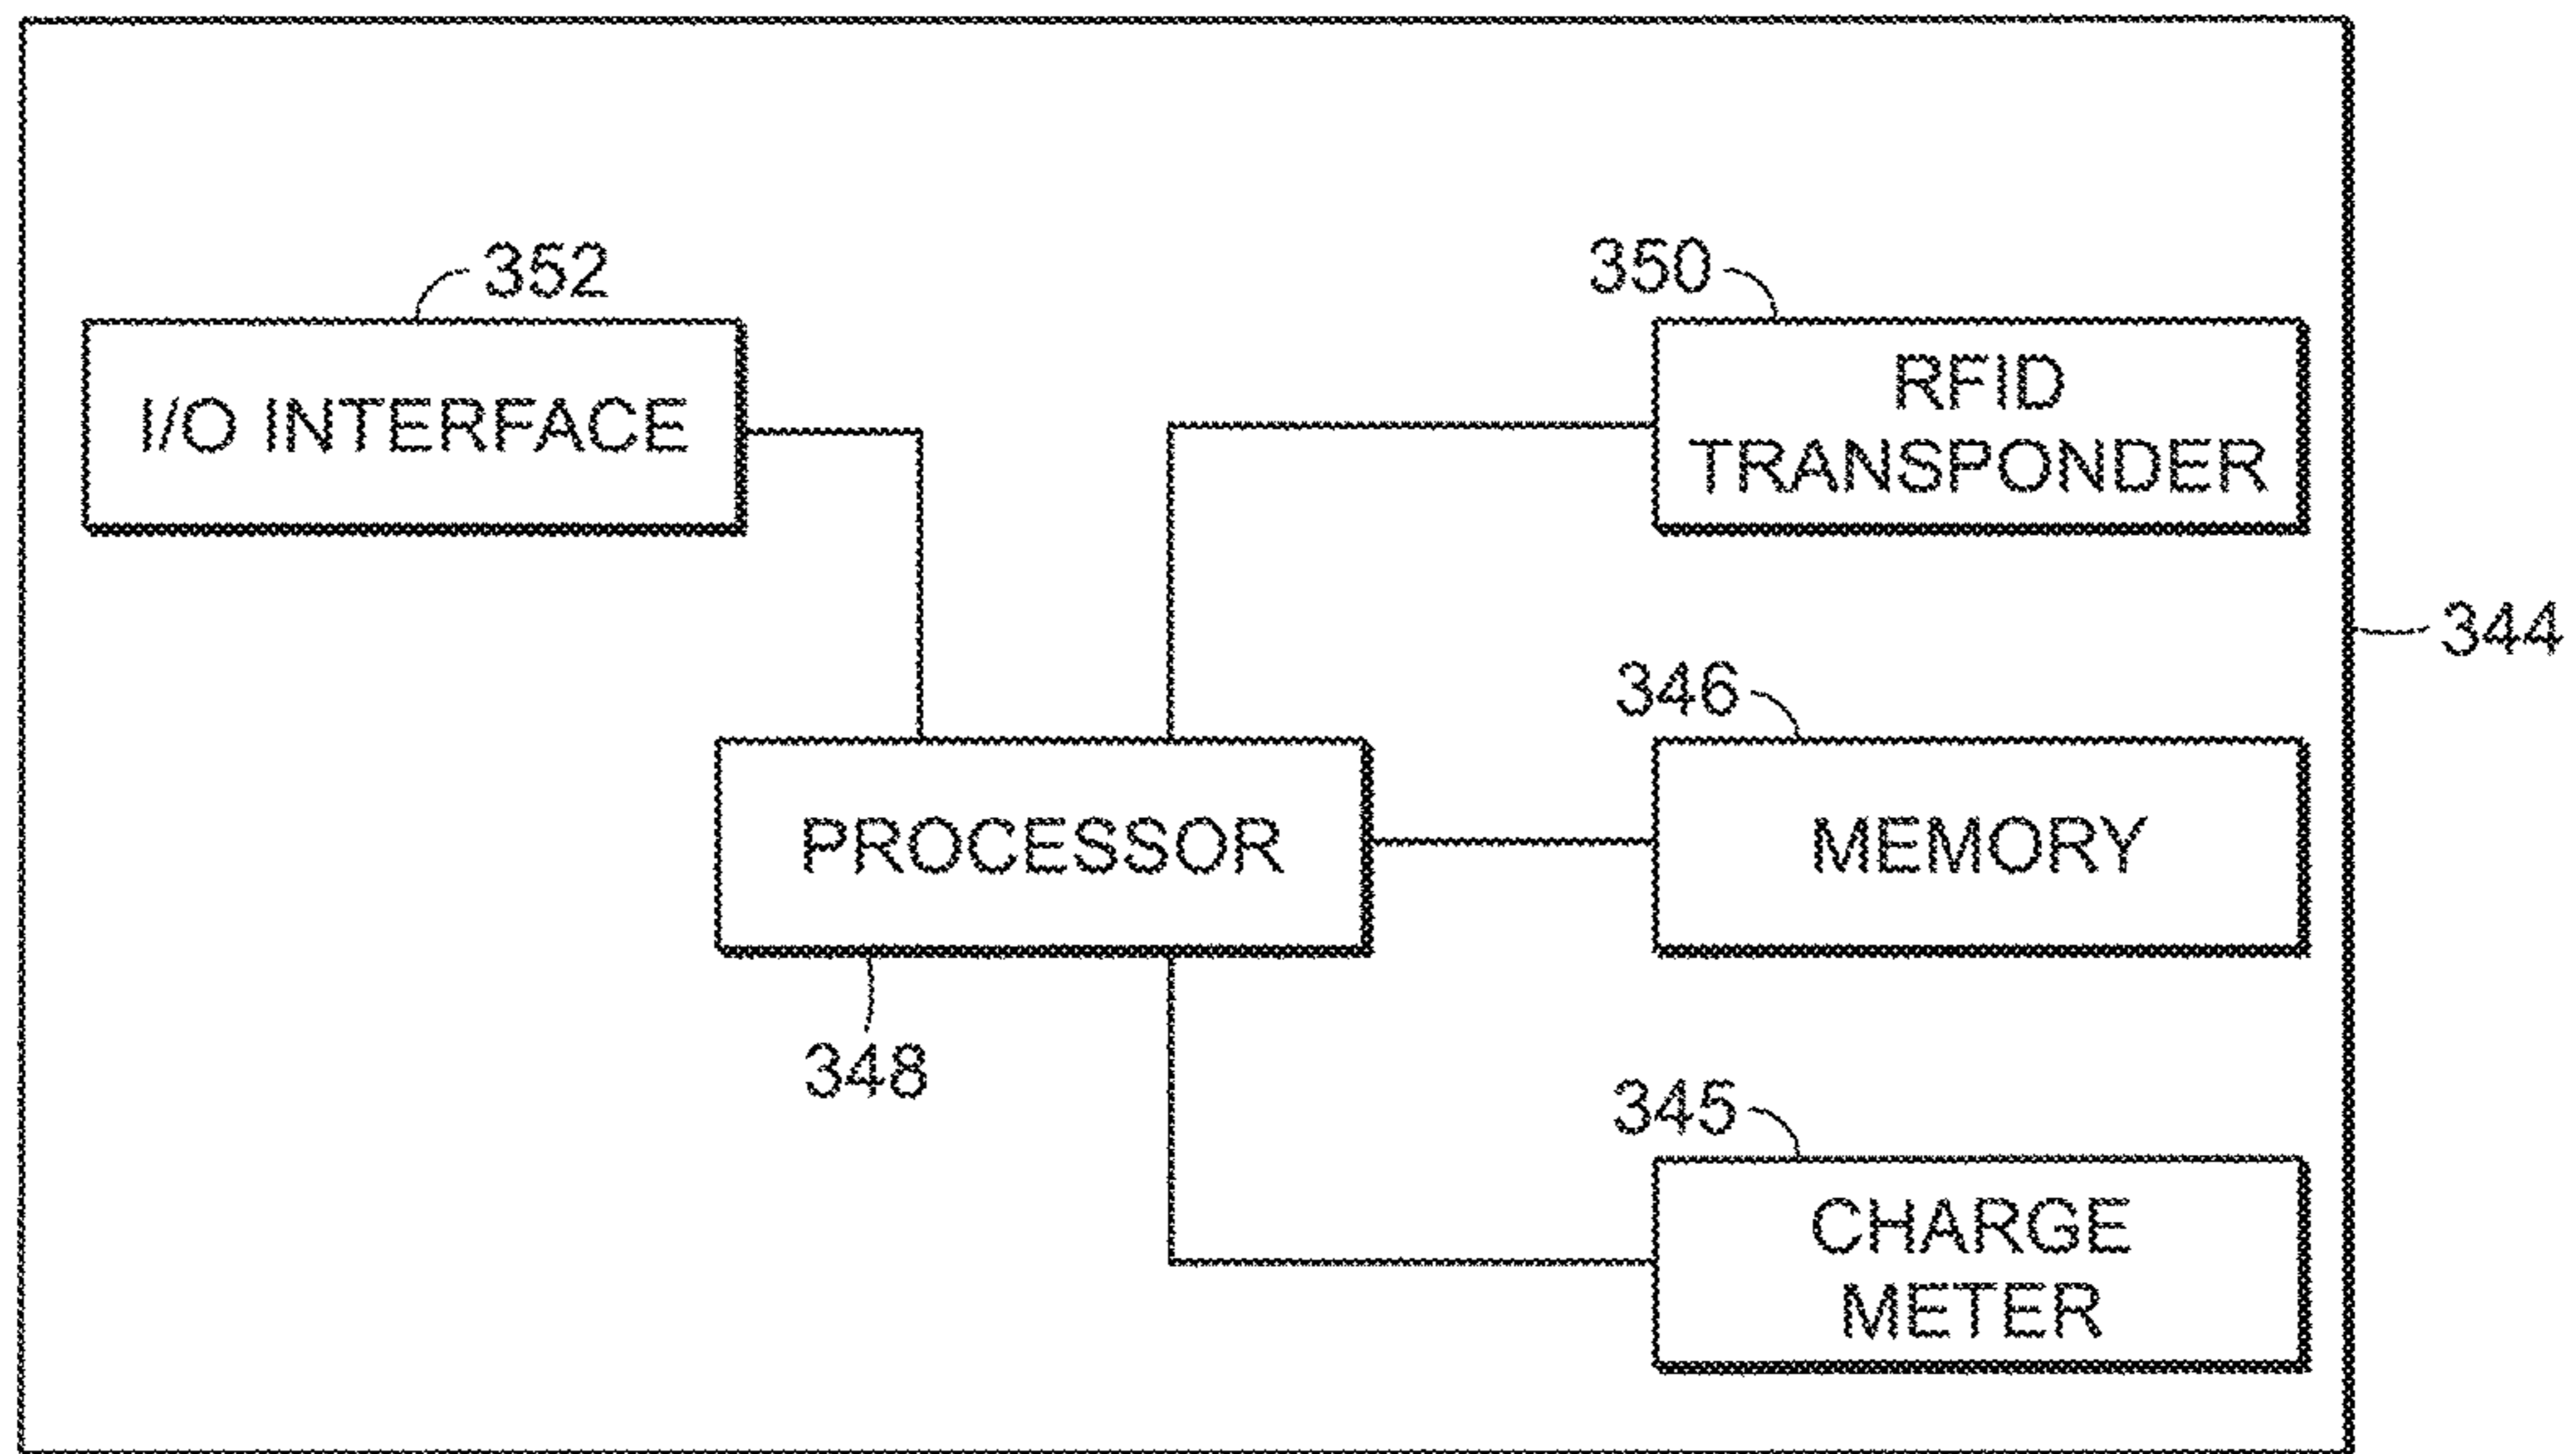 352
I/O INTERFACE
350
RFID
TRANSPONDER
344
346
PROCESSOR
MEMORY
348
345
CHARGE
METER